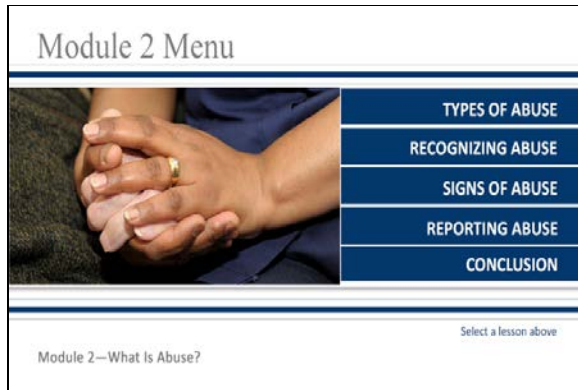 Module 2 Menu
TYPES OF ABUSE
RECOGNIZING ABUSE
SIGNS OF ABUSE
REPORTING ABUSE
CONCLUSION
Select a lesson above
Module 2—What Is Abuse?